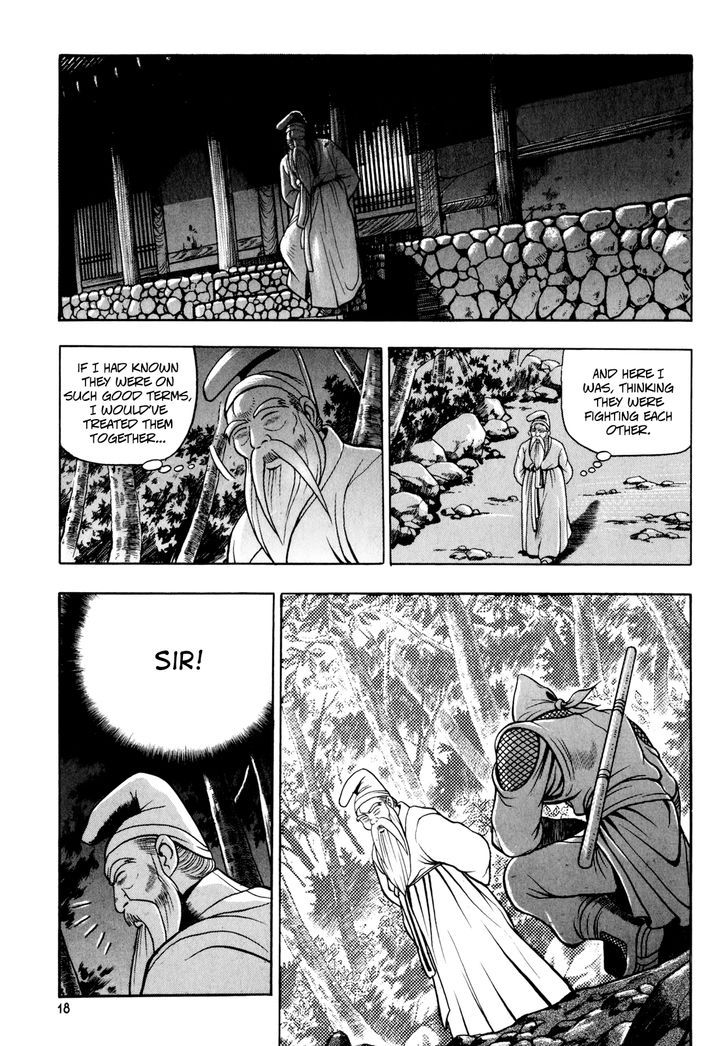 IF I HAD KNOWN
THEY WERE ON
SUCH GOOD TERMS,
I WOULD'VE
TREATED THEM
TOGETHER...
AND HERE I
WAS, THINKING
THEY WERE
FIGHTING EACH
OTHER.
SIR!
18